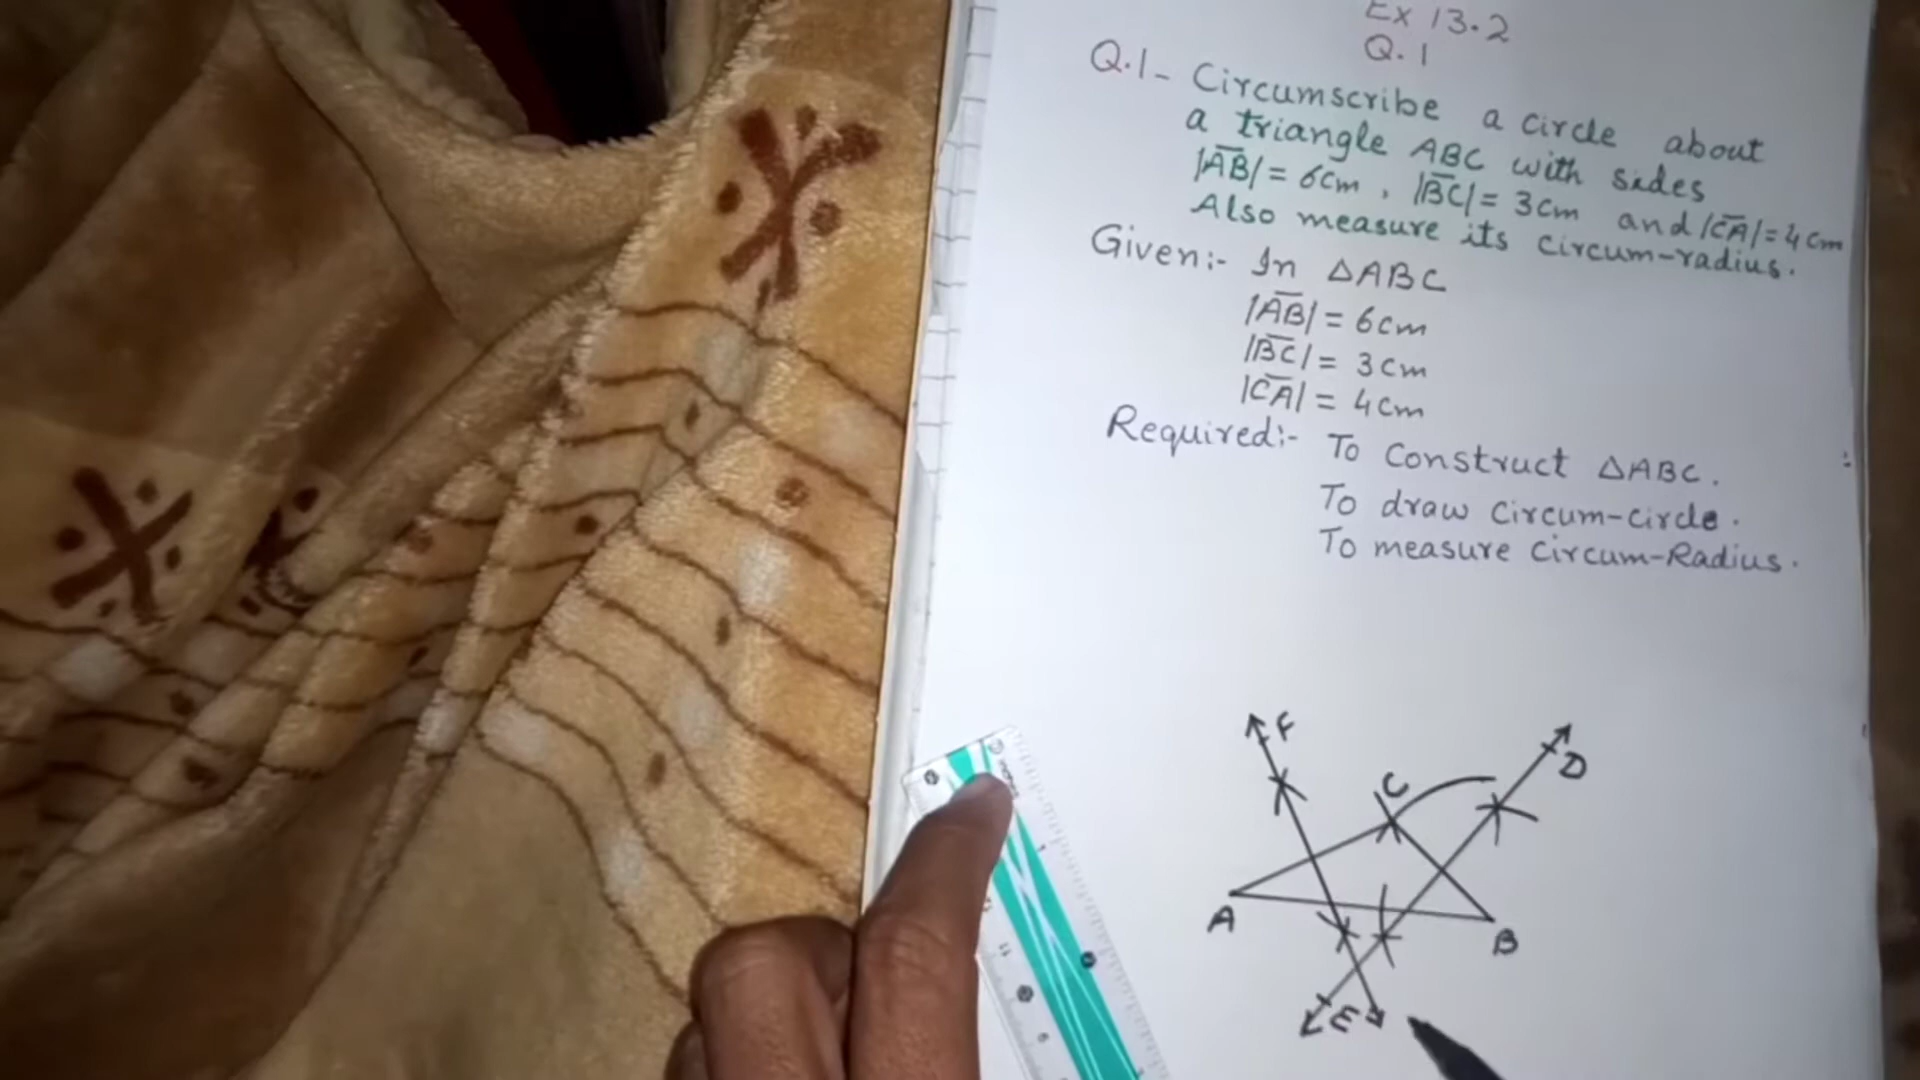 Ex 13.2
Q.1
Q.1- Circumscribe a circle about
a triangle ABC with sides
|AB| = 6cm, |BC| = 3cm and |CA| = 4cm
Also measure its circum-radius.
Given:- In △ABC
|AB| = 6cm
|BC| = 3cm
|CA| = 4cm
Required:- To Construct △ABC.
To draw Circum-circle.
To measure Circum-Radius.
F
D
C
A
B
E